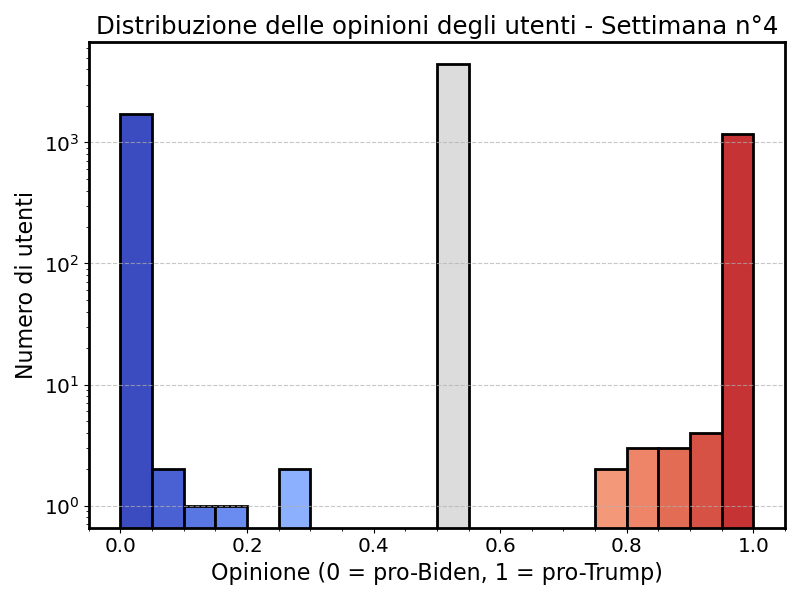 Distribuzione delle opinioni degli utenti - Settimana n°4
Numero di utenti
10³
10²
10¹
10⁰
0.0 0.2 0.4 0.6 0.8 1.0
Opinione (0 = pro-Biden, 1 = pro-Trump)